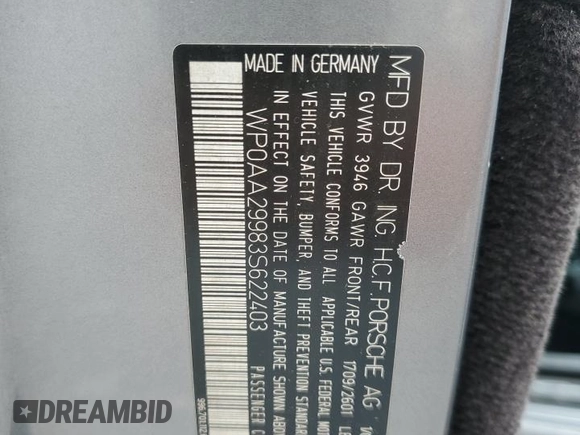 MFD BY DR. ING. H.C.F. PORSCHE AG
GVWR 3946 GAWR FRONT/REAR 1709/2601
THIS VEHICLE CONFORMS TO ALL APPLICABLE U.S. FEDERAL
VEHICLE SAFETY, BUMPER, AND THEFT PREVENTION STANDARD
IN EFFECT ON THE DATE OF MANUFACTURE SHOWN
WP0AA29983S622403
PASSENGER
MADE IN GERMANY
DREAMBID